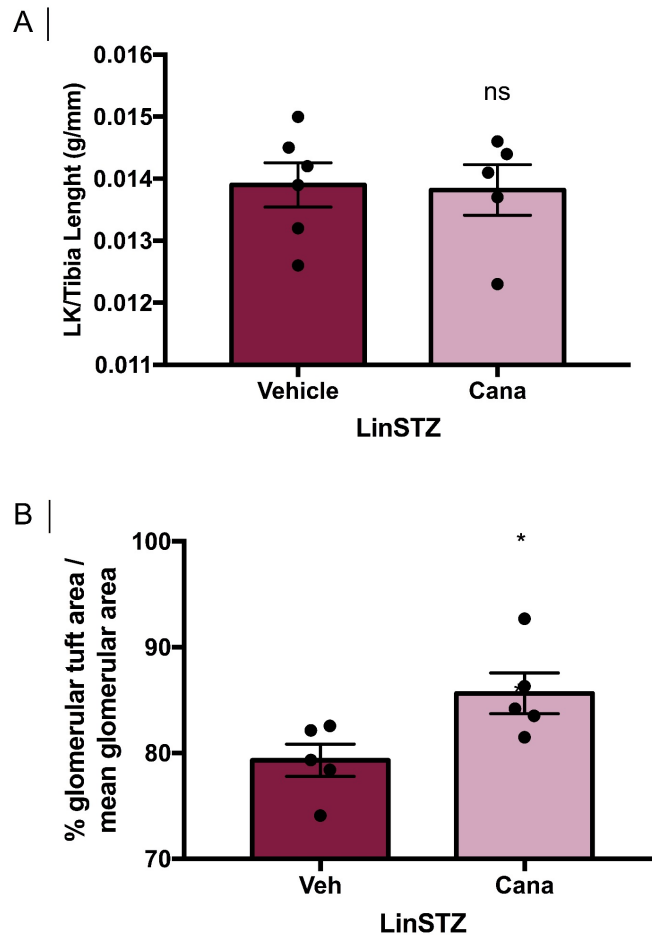 A |
0.016
0.015
0.014
0.013
0.012
0.011
LK/Tibia Lenght (g/mm)
ns
Vehicle Cana
LinSTZ
B |
100
90
80
70
% glomerular tuft area /
mean glomerular area
*
*
Veh Cana
LinSTZ